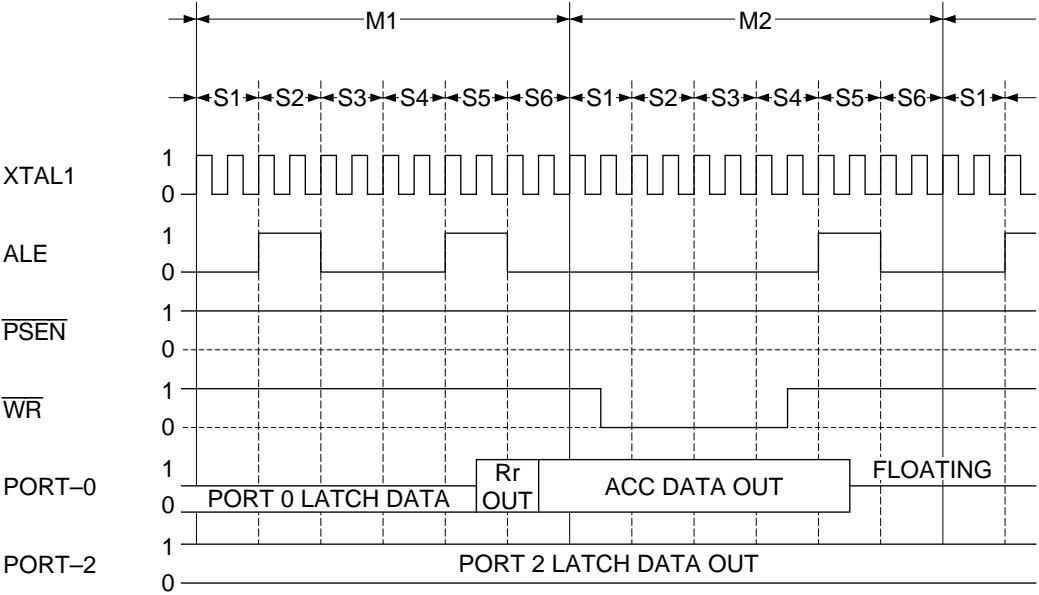 M1 M2
S1 S2 S3 S4 S5 S6 S1 S2 S3 S4 S5 S6 S1
XTAL1 1
0
ALE 1
0
PSEN 1
0
WR 1
0
PORT–0 1
0
PORT 0 LATCH DATA
Rr
OUT
ACC DATA OUT
FLOATING
PORT–2 1
0
PORT 2 LATCH DATA OUT